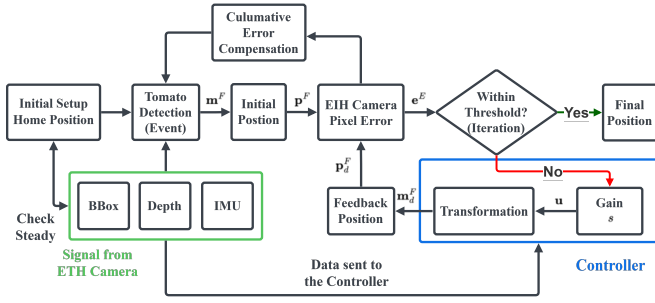 Culumative
Error
Compensation
Initial Setup
Home Position
Tomato
Detection
(Event)
m^F
Initial
Postion
p^F
EIH Camera
Pixel Error
e^E
Within
Threshold?
(Iteration)
Yes
Final
Position
No
p_d^F
Check
Steady
BBox
Depth
IMU
Feedback
Position
m_d^F
Transformation
u
Gain
s
Signal from
ETH Camera
Data sent to
the Controller
Controller